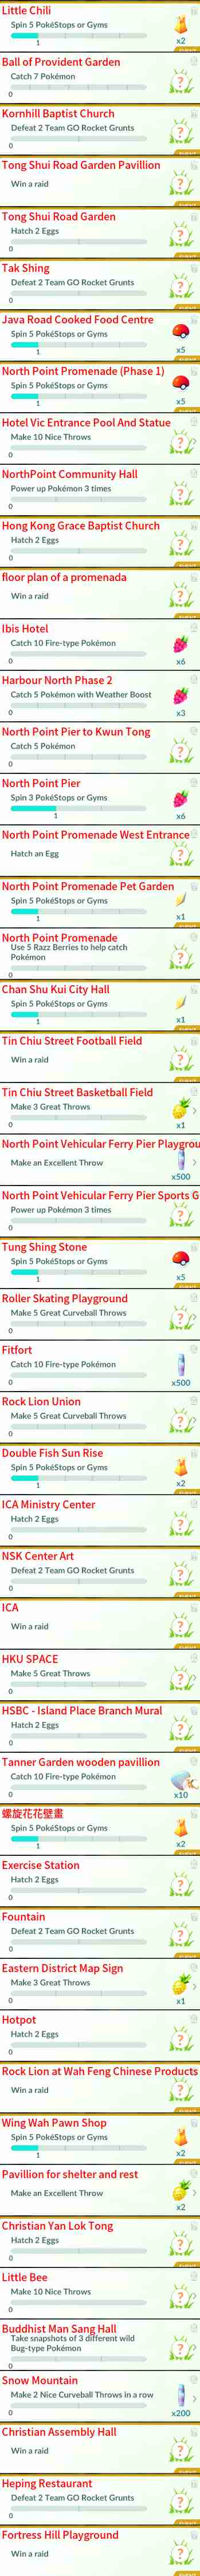 Little Chili
Spin 5 PokéStops or Gyms
1
x2
Ball of Provident Garden
Catch 7 Pokémon
0
?
Kornhill Baptist Church
Defeat 2 Team GO Rocket Grunts
0
?
Tong Shui Road Garden Pavillion
Win a raid
?
Tong Shui Road Garden
Hatch 2 Eggs
0
?
Tak Shing
Defeat 2 Team GO Rocket Grunts
0
?
Java Road Cooked Food Centre
Spin 5 PokéStops or Gyms
1
x5
North Point Promenade (Phase 1)
Spin 5 PokéStops or Gyms
1
x5
Hotel Vic Entrance Pool And Statue
Make 10 Nice Throws
0
?
NorthPoint Community Hall
Power up Pokémon 3 times
0
?
Hong Kong Grace Baptist Church
Hatch 2 Eggs
0
?
floor plan of a promenada
Win a raid
?
Ibis Hotel
Catch 10 Fire-type Pokémon
0
x6
Harbour North Phase 2
Catch 5 Pokémon with Weather Boost
0
x3
North Point Pier to Kwun Tong
Catch 5 Pokémon
0
?
North Point Pier
Spin 3 PokéStops or Gyms
1
x6
North Point Promenade West Entrance
Hatch an Egg
?
North Point Promenade Pet Garden
Spin 5 PokéStops or Gyms
1
x1
North Point Promenade
Use 5 Razz Berries to help catch
Pokémon
0
?
Chan Shu Kui City Hall
Spin 5 PokéStops or Gyms
1
x1
Tin Chiu Street Football Field
Win a raid
?
Tin Chiu Street Basketball Field
Make 3 Great Throws
0
x1
North Point Vehicular Ferry Pier Playgrou
Make an Excellent Throw
x500
North Point Vehicular Ferry Pier Sports G
Power up Pokémon 3 times
0
?
Tung Shing Stone
Spin 5 PokéStops or Gyms
1
x5
Roller Skating Playground
Make 5 Great Curveball Throws
0
?
Fitfort
Catch 10 Fire-type Pokémon
0
x500
Rock Lion Union
Make 5 Great Curveball Throws
0
?
Double Fish Sun Rise
Spin 5 PokéStops or Gyms
1
x2
ICA Ministry Center
Hatch 2 Eggs
0
?
NSK Center Art
Defeat 2 Team GO Rocket Grunts
0
?
ICA
Win a raid
?
HKU SPACE
Make 5 Great Throws
0
?
HSBC - Island Place Branch Mural
Hatch 2 Eggs
0
?
Tanner Garden wooden pavillion
Catch 10 Fire-type Pokémon
0
x10
螺旋花花壁畫
Spin 5 PokéStops or Gyms
1
x2
Exercise Station
Hatch 2 Eggs
0
?
Fountain
Defeat 2 Team GO Rocket Grunts
0
?
Eastern District Map Sign
Make 3 Great Throws
0
x1
Hotpot
Hatch 2 Eggs
0
?
Rock Lion at Wah Feng Chinese Products
Win a raid
?
Wing Wah Pawn Shop
Spin 5 PokéStops or Gyms
1
x2
Pavillion for shelter and rest
Make an Excellent Throw
x2
Christian Yan Lok Tong
Hatch 2 Eggs
0
?
Little Bee
Make 10 Nice Throws
0
?
Buddhist Man Sang Hall
Take snapshots of 3 different wild
Bug-type Pokémon
0
?
Snow Mountain
Make 2 Nice Curveball Throws in a row
0
x200
Christian Assembly Hall
Win a raid
?
Heping Restaurant
Defeat 2 Team GO Rocket Grunts
0
?
Fortress Hill Playground
Win a raid
?